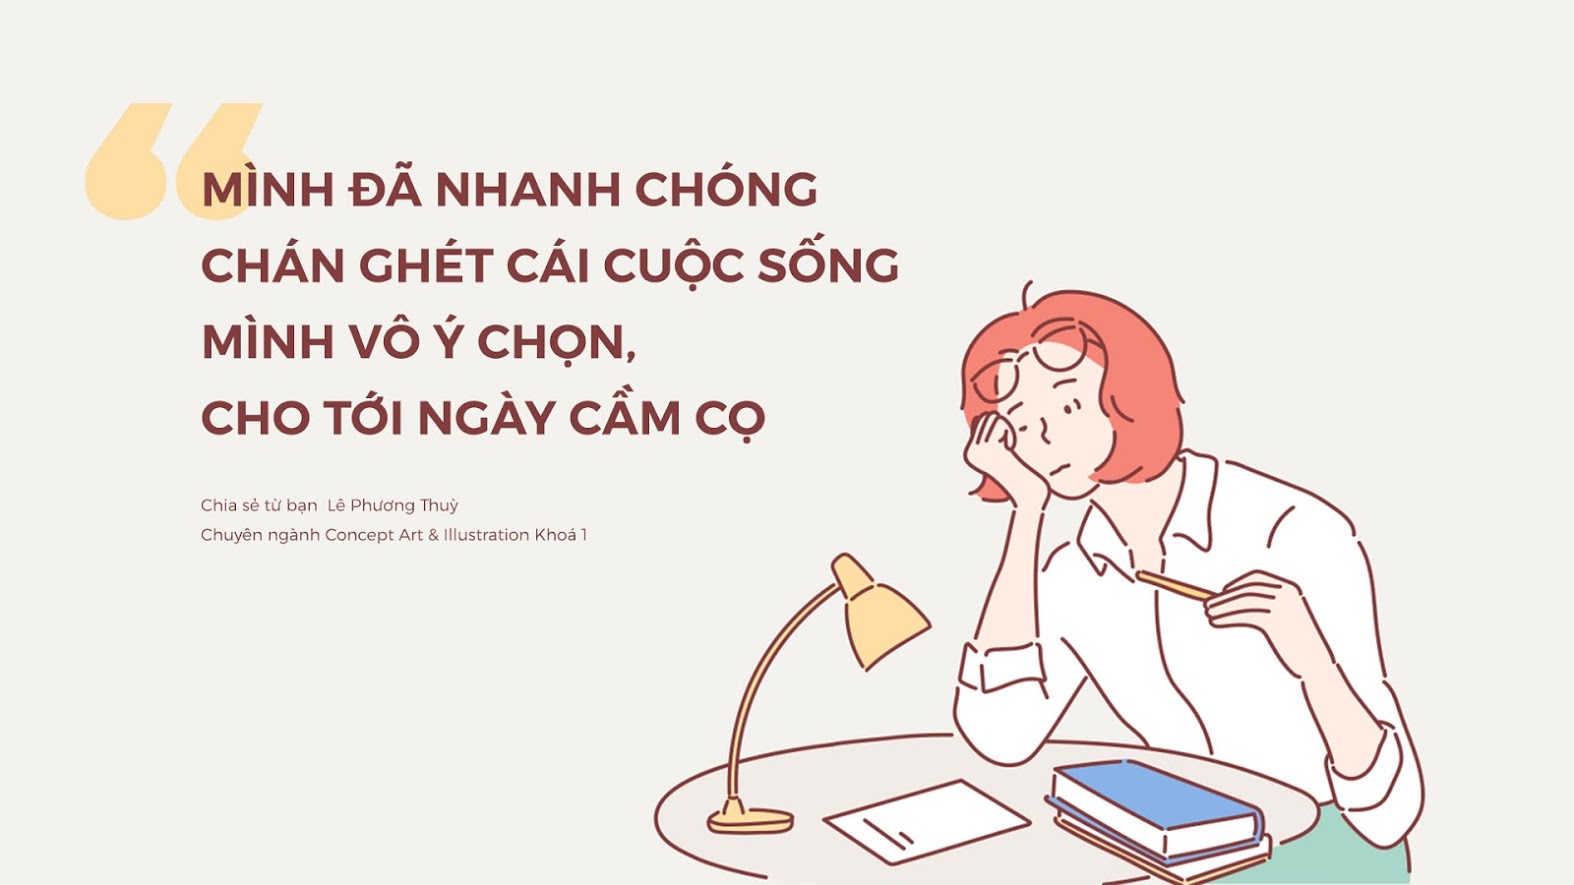 MÌNH ĐÃ NHANH CHÓNG
CHÁN GHÉT CÁI CUỘC SỐNG
MÌNH VÔ Ý CHỌN,
CHO TỚI NGÀY CẦM CỌ
Chia sẻ từ bạn Lê Phương Thuỳ
Chuyên ngành Concept Art & Illustration Khoá 1